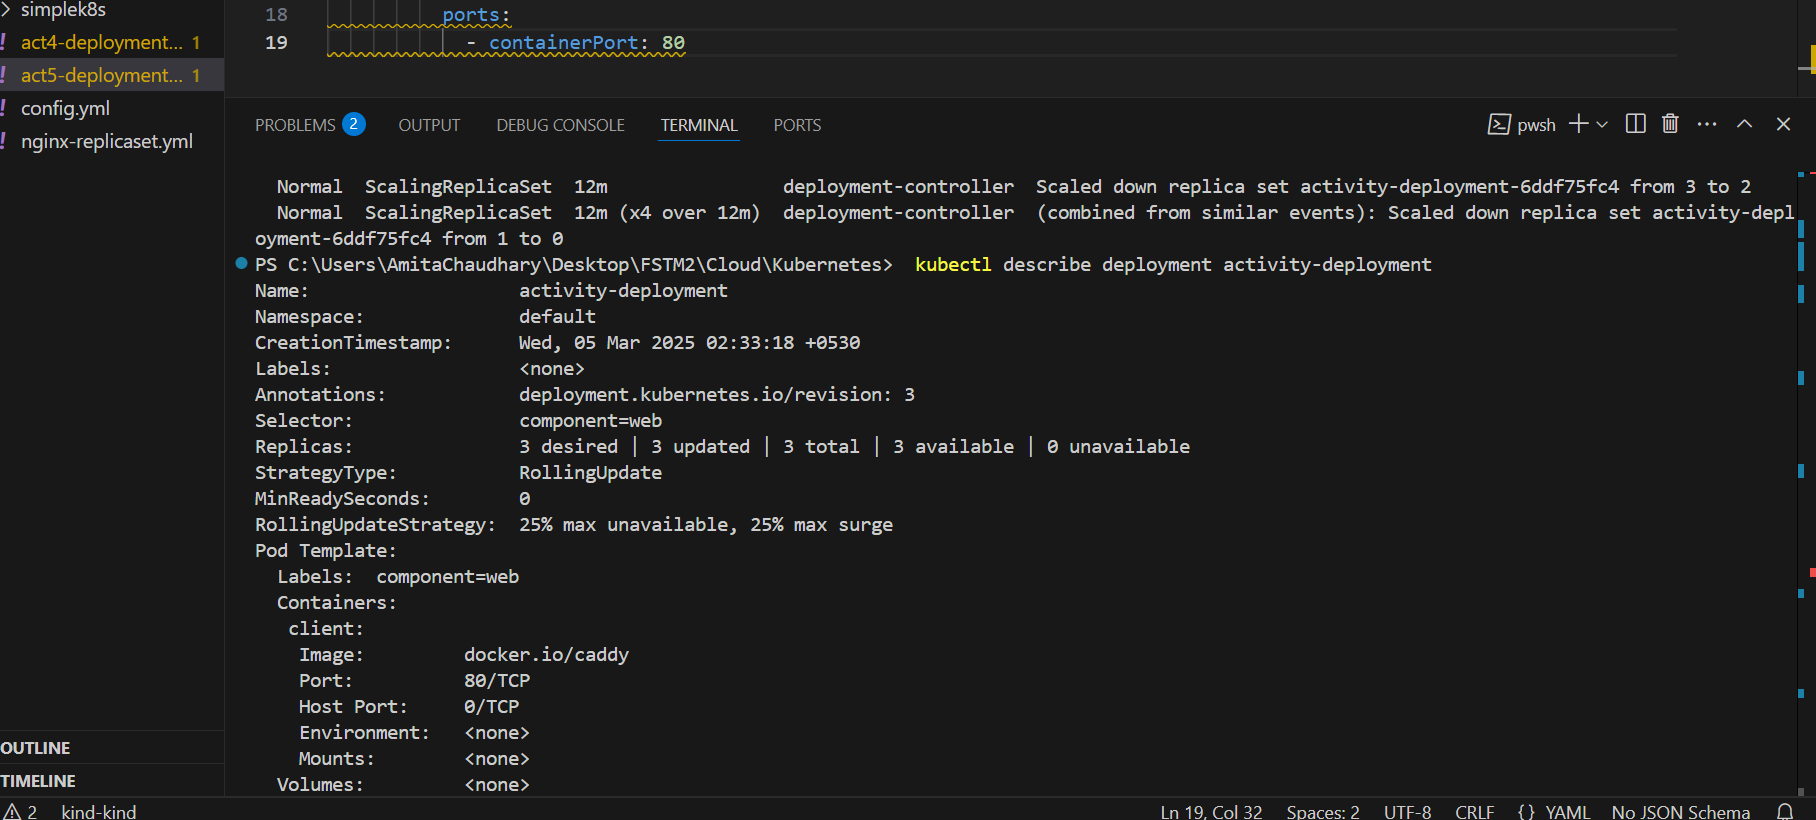 simplek8s
! act4-deployment... 1
! act5-deployment... 1
! config.yml
! nginx-replicaset.yml
OUTLINE
TIMELINE
18 ports:
19 - containerPort: 80
PROBLEMS 2 OUTPUT DEBUG CONSOLE TERMINAL PORTS pwsh
Normal ScalingReplicaSet 12m deployment-controller Scaled down replica set activity-deployment-6ddf75fc4 from 3 to 2
Normal ScalingReplicaSet 12m (x4 over 12m) deployment-controller (combined from similar events): Scaled down replica set activity-depl
oyment-6ddf75fc4 from 1 to 0
PS C:\Users\AmitaChaudhary\Desktop\FSTM2\Cloud\Kubernetes> kubectl describe deployment activity-deployment
Name: activity-deployment
Namespace: default
CreationTimestamp: Wed, 05 Mar 2025 02:33:18 +0530
Labels: <none>
Annotations: deployment.kubernetes.io/revision: 3
Selector: component=web
Replicas: 3 desired | 3 updated | 3 total | 3 available | 0 unavailable
StrategyType: RollingUpdate
MinReadySeconds: 0
RollingUpdateStrategy: 25% max unavailable, 25% max surge
Pod Template:
Labels: component=web
Containers:
client:
Image: docker.io/caddy
Port: 80/TCP
Host Port: 0/TCP
Environment: <none>
Mounts: <none>
Volumes: <none>
2 kind-kind Ln 19, Col 32 Spaces: 2 UTF-8 CRLF {} YAML No JSON Schema